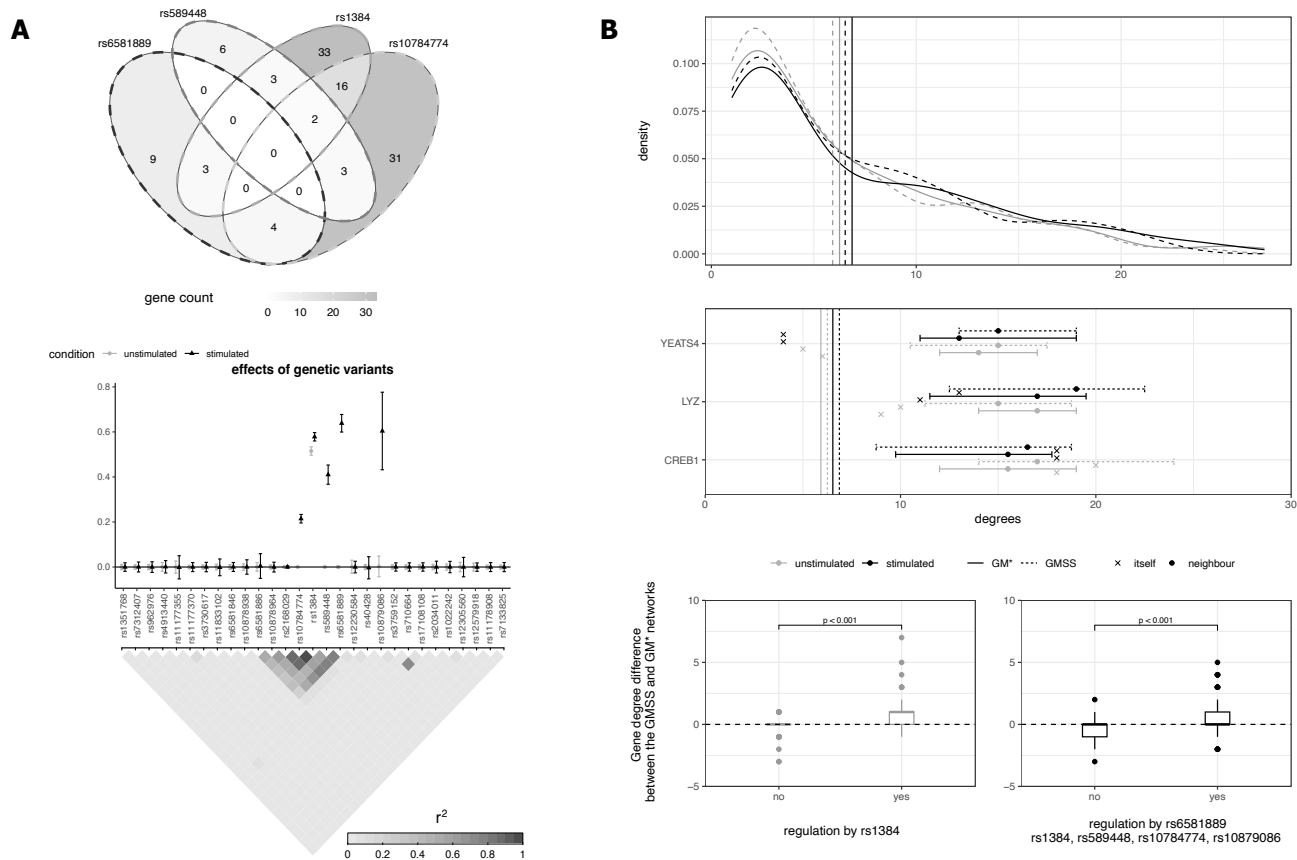 A
rs589448
rs1384
rs6581889
rs10784774
6
33
0
3
16
0
2
9
0
31
3
3
0
0
4
gene count
0 10 20 30
condition unstimulated stimulated
effects of genetic variants
0.8
0.6
0.4
0.2
0.0
rs1351768
rs7312407
rs962976
rs4913440
rs11177355
rs11177370
rs3730617
rs11833102
rs6581846
rs10878938
rs6581886
rs10878964
rs2168029
rs10784774
rs1384
rs589448
rs6581889
rs12230584
rs40428
rs10879086
rs3759152
rs710664
rs17108108
rs2034011
rs1022242
rs12305560
rs12579918
rs11178908
rs7133825
r2
0 0.2 0.4 0.6 0.8 1
B
density
0.100
0.075
0.050
0.025
0.000
0 10 20
YEATS4
LYZ
CREB1
0 10 20 30
degrees
unstimulated stimulated GM* GMSS itself neighbour
Gene degree difference
between the GMSS and GM* networks
10
5
0
−5
p < 0.001
no yes
regulation by rs1384
10
5
0
−5
p < 0.001
no yes
regulation by rs6581889
rs1384, rs589448, rs10784774, rs10879086